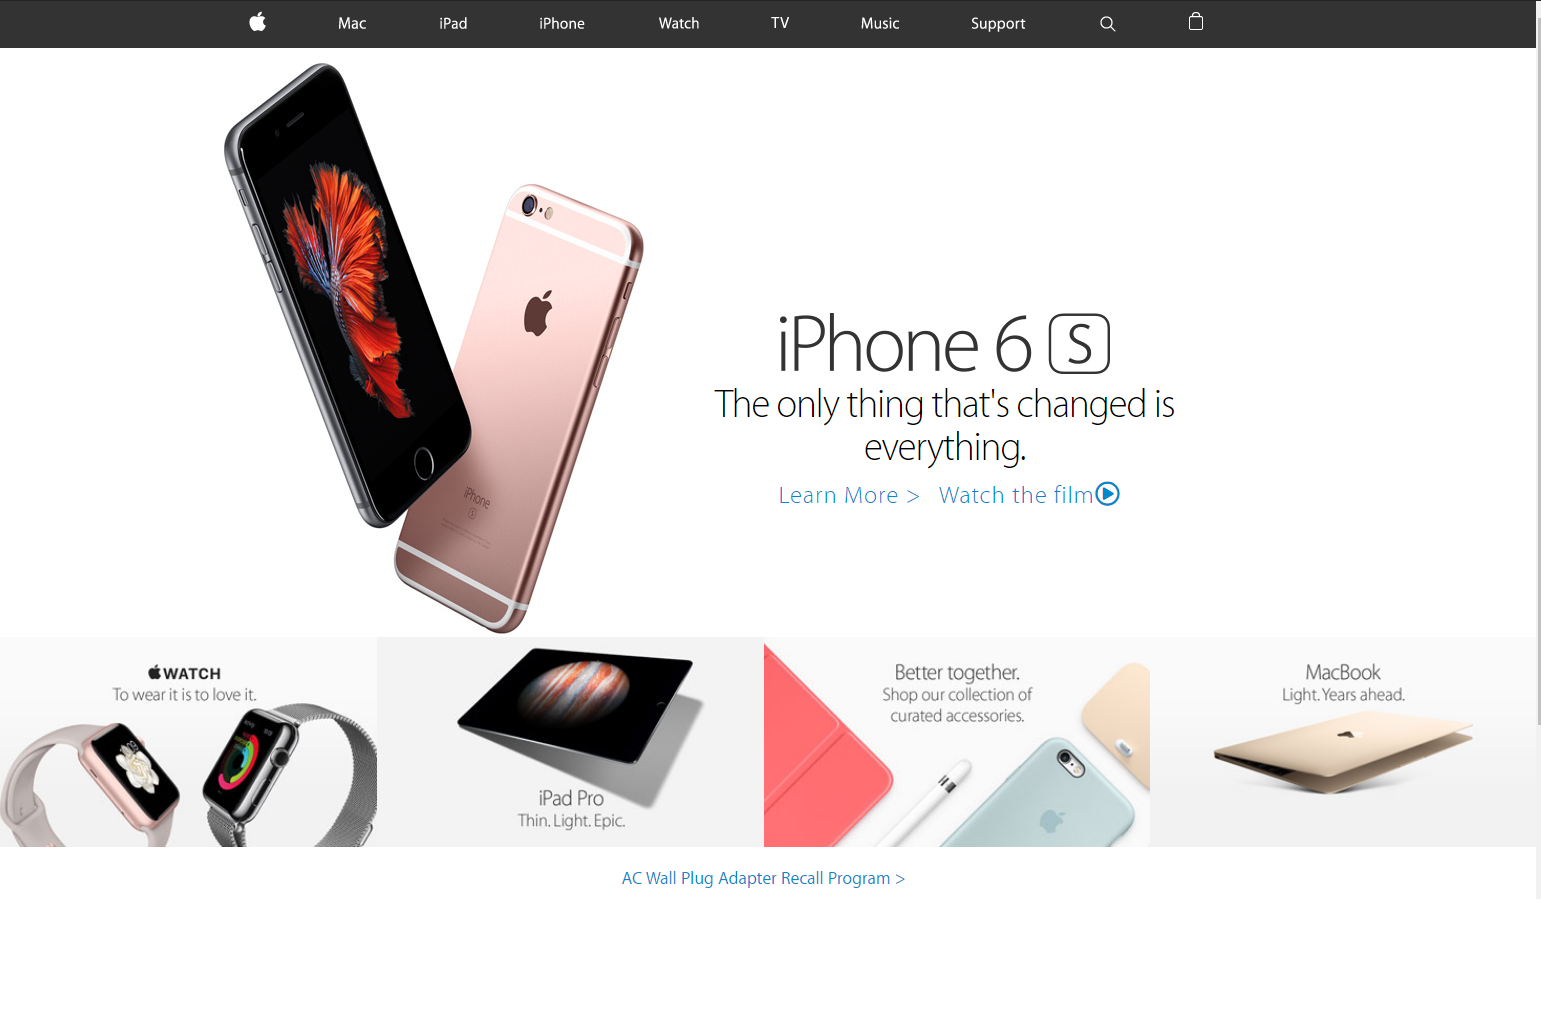 Mac
iPad
iPhone
Watch
TV
Music
Support
iPhone 6 S
The only thing that's changed is
everything.
Learn More >
Watch the film
iPhone
S
WATCH
To wear it is to love it.
iPad Pro
Thin. Light. Epic.
Better together.
Shop our collection of
curated accessories.
MacBook
Light. Years ahead.
AC Wall Plug Adapter Recall Program >